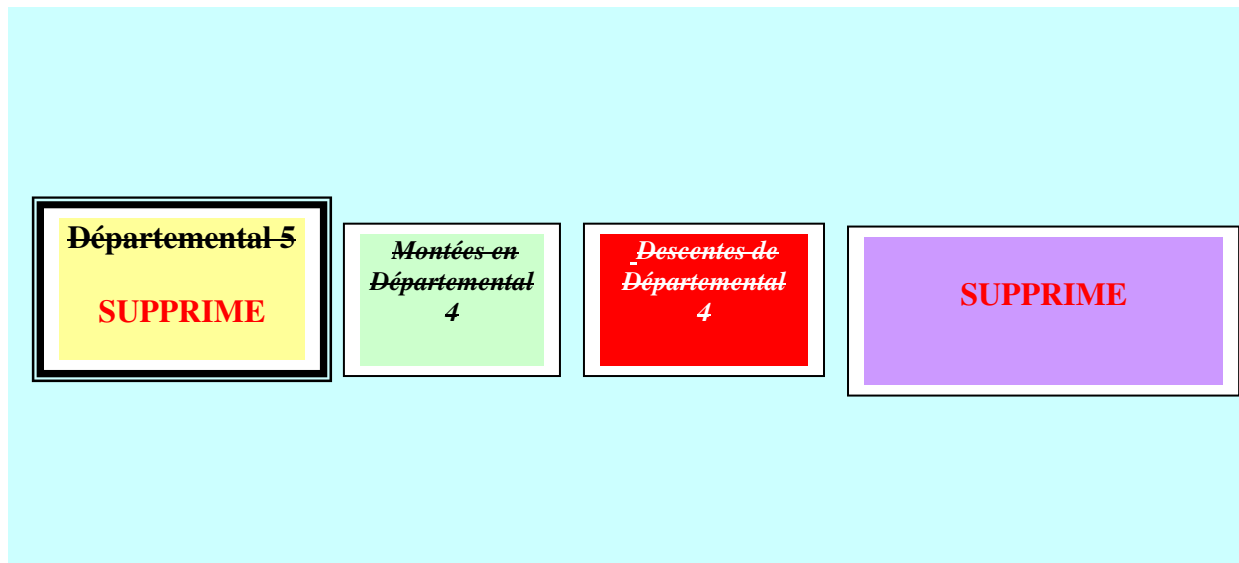 Départemental 5
SUPPRIME
Montées en
Départemental
4
Descentes de
Départemental
4
SUPPRIME